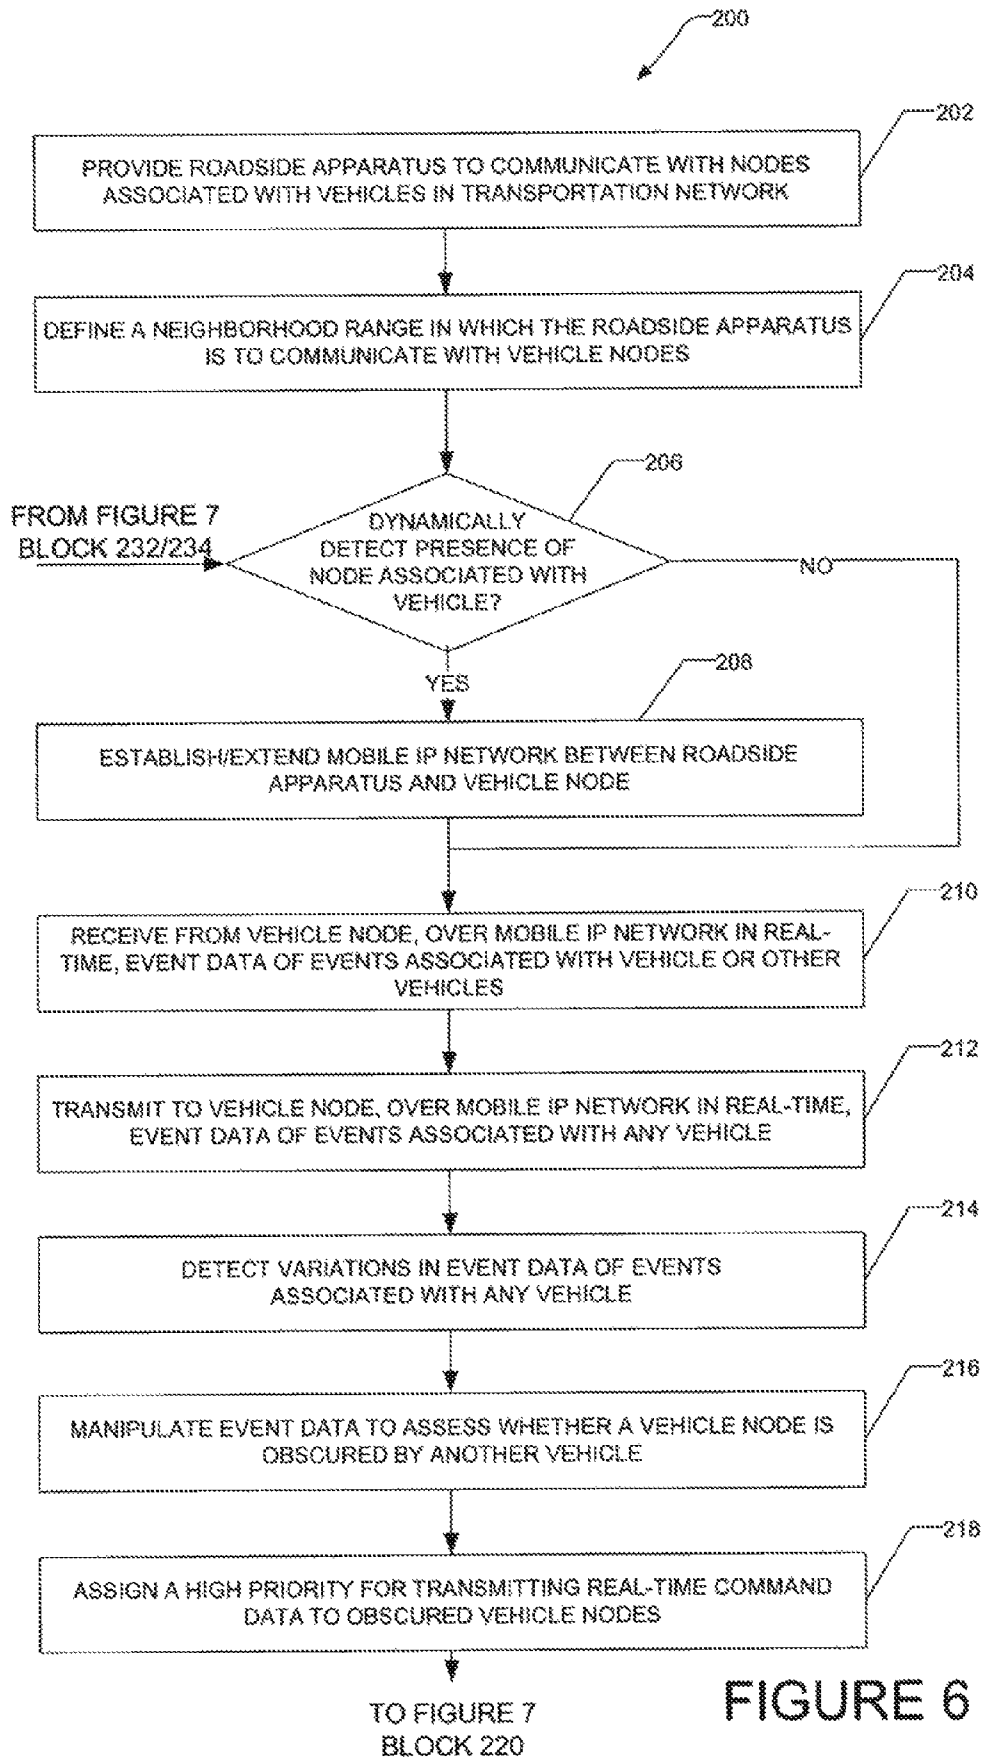 200
202
PROVIDE ROADSIDE APPARATUS TO COMMUNICATE WITH NODES
ASSOCIATED WITH VEHICLES IN TRANSPORTATION NETWORK
204
DEFINE A NEIGHBORHOOD RANGE IN WHICH THE ROADSIDE APPARATUS
IS TO COMMUNICATE WITH VEHICLE NODES
206
FROM FIGURE 7
BLOCK 232/234
DYNAMICALLY
DETECT PRESENCE OF
NODE ASSOCIATED WITH
VEHICLE?
NO
YES
208
ESTABLISH/EXTEND MOBILE IP NETWORK BETWEEN ROADSIDE
APPARATUS AND VEHICLE NODE
210
RECEIVE FROM VEHICLE NODE, OVER MOBILE IP NETWORK IN REAL-
TIME, EVENT DATA OF EVENTS ASSOCIATED WITH VEHICLE OR OTHER
VEHICLES
212
TRANSMIT TO VEHICLE NODE, OVER MOBILE IP NETWORK IN REAL-TIME,
EVENT DATA OF EVENTS ASSOCIATED WITH ANY VEHICLE
214
DETECT VARIATIONS IN EVENT DATA OF EVENTS
ASSOCIATED WITH ANY VEHICLE
216
MANIPULATE EVENT DATA TO ASSESS WHETHER A VEHICLE NODE IS
OBSCURED BY ANOTHER VEHICLE
218
ASSIGN A HIGH PRIORITY FOR TRANSMITTING REAL-TIME COMMAND
DATA TO OBSCURED VEHICLE NODES
TO FIGURE 7
BLOCK 220
FIGURE 6